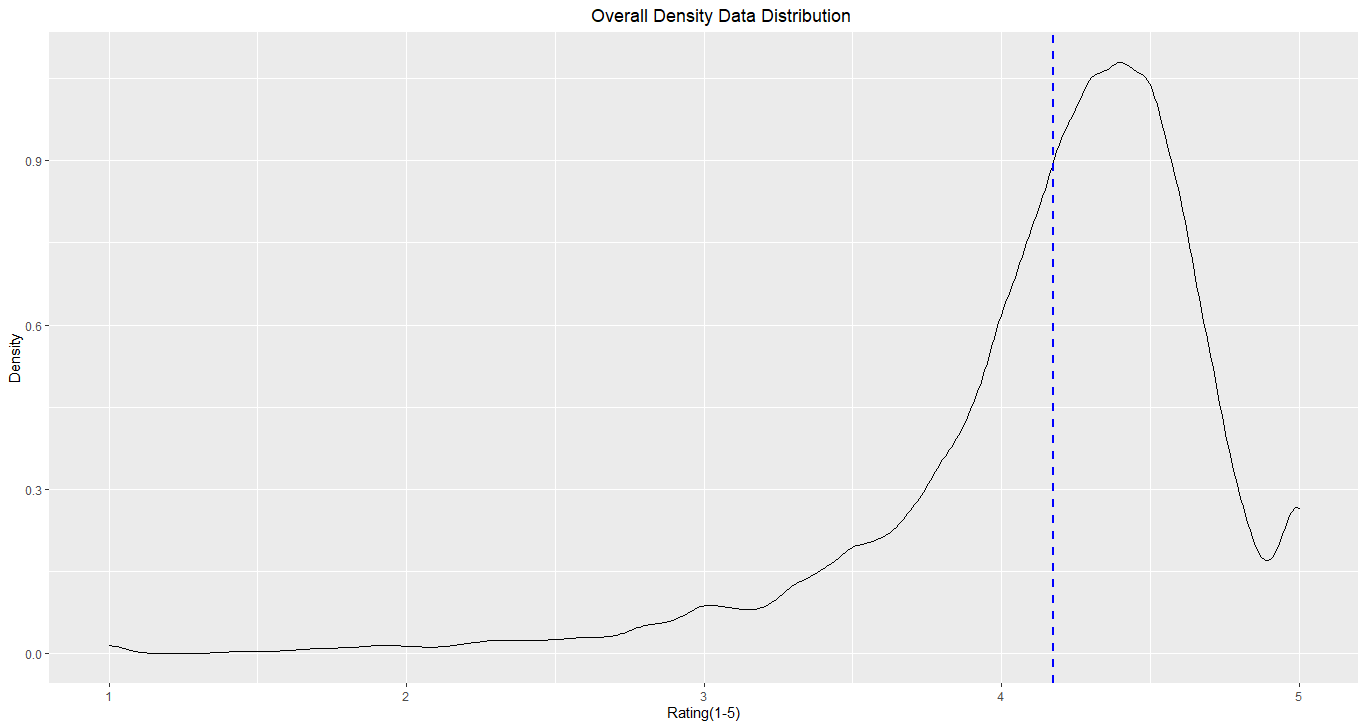 Overall Density Data Distribution
Density
0.9
0.6
0.3
0.0
1 2 3 4 5
Rating(1-5)